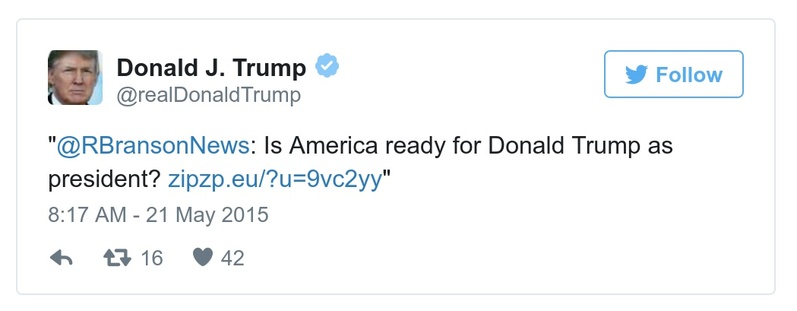 Donald J. Trump
@realDonaldTrump
Follow
"@RBransonNews: Is America ready for Donald Trump as
president? zipzp.eu/?u=9vc2yy"
8:17 AM - 21 May 2015
16 42